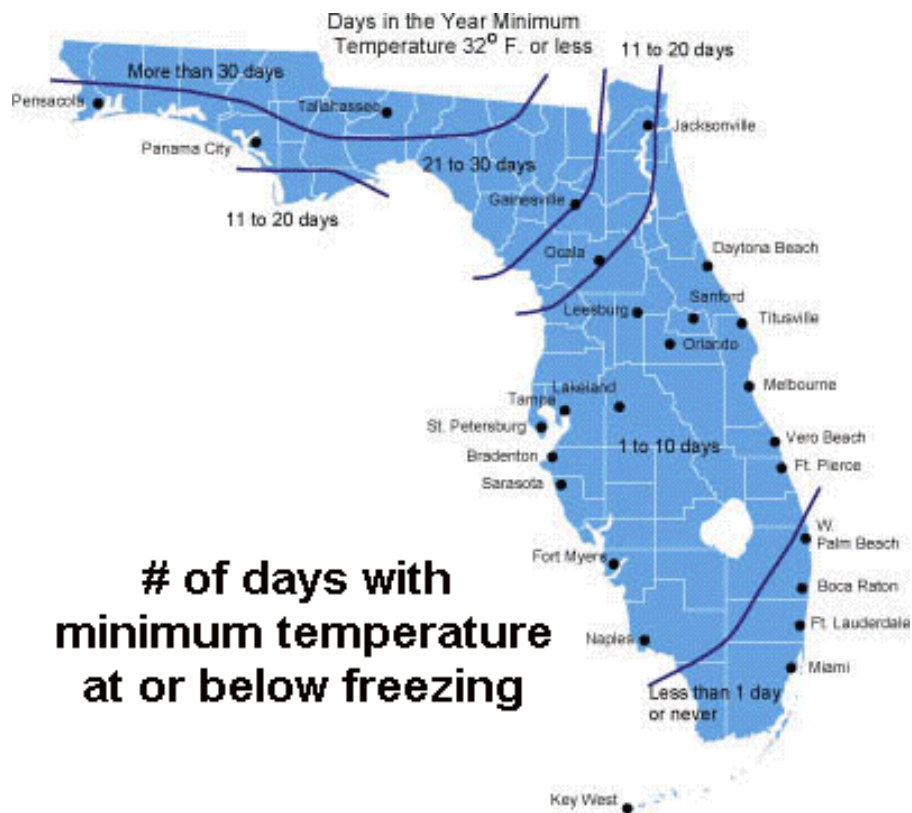 Days in the Year Minimum
Temperature 32° F. or less
11 to 20 days
More than 30 days
Pensacola
Tallahassee
Jacksonville
Panama City
21 to 30 days
Gainesville
11 to 20 days
Ocala
Daytona Beach
Sanford
Leesburg
Titusville
Orlando
Lakeland
Melbourne
Tampa
St. Petersburg
1 to 10 days
Vero Beach
Bradenton
Ft. Pierce
Sarasota
W.
Palm Beach
Fort Myers
# of days with
minimum temperature
at or below freezing
Boca Raton
Ft. Lauderdale
Naples
Miami
Less than 1 day
or never
Key West